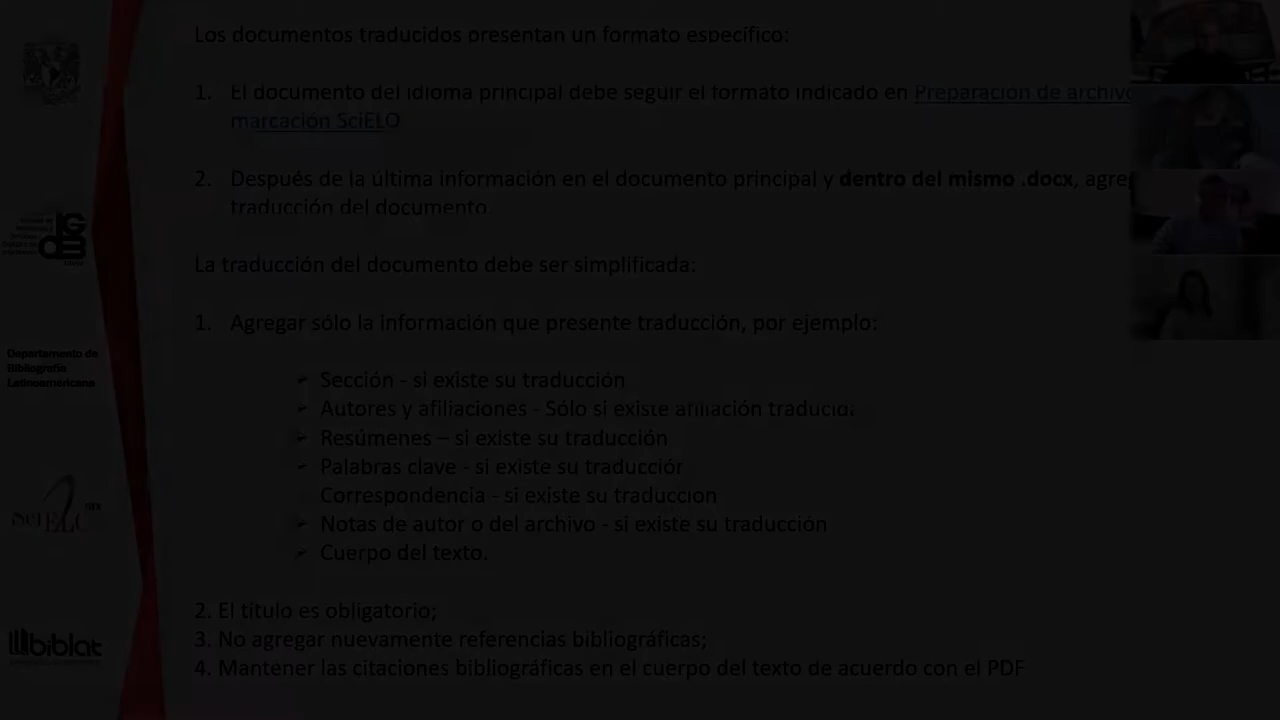 Los documentos traducidos presentan un formato específico:
1. El documento del idioma principal debe seguir el formato indicado en Preparación de archivo
marcación SciELO
2. Después de la última información en el documento principal y dentro del mismo .docx, agre
traducción del documento.
La traducción del documento debe ser simplificada:
1. Agregar sólo la información que presente traducción, por ejemplo:
Sección - si existe su traducción
Autores y afiliaciones - Sólo si existe afiliación traducida
Resúmenes – si existe su traducción
Palabras clave - si existe su traducción
Correspondencia - si existe su traducción
Notas de autor o del archivo - si existe su traducción
Cuerpo del texto.
2. El título es obligatorio;
3. No agregar nuevamente referencias bibliográficas;
4. Mantener las citaciones bibliográficas en el cuerpo del texto de acuerdo con el PDF
Departamento de
Bibliografía
Latinoamericana
SciELO
biblat